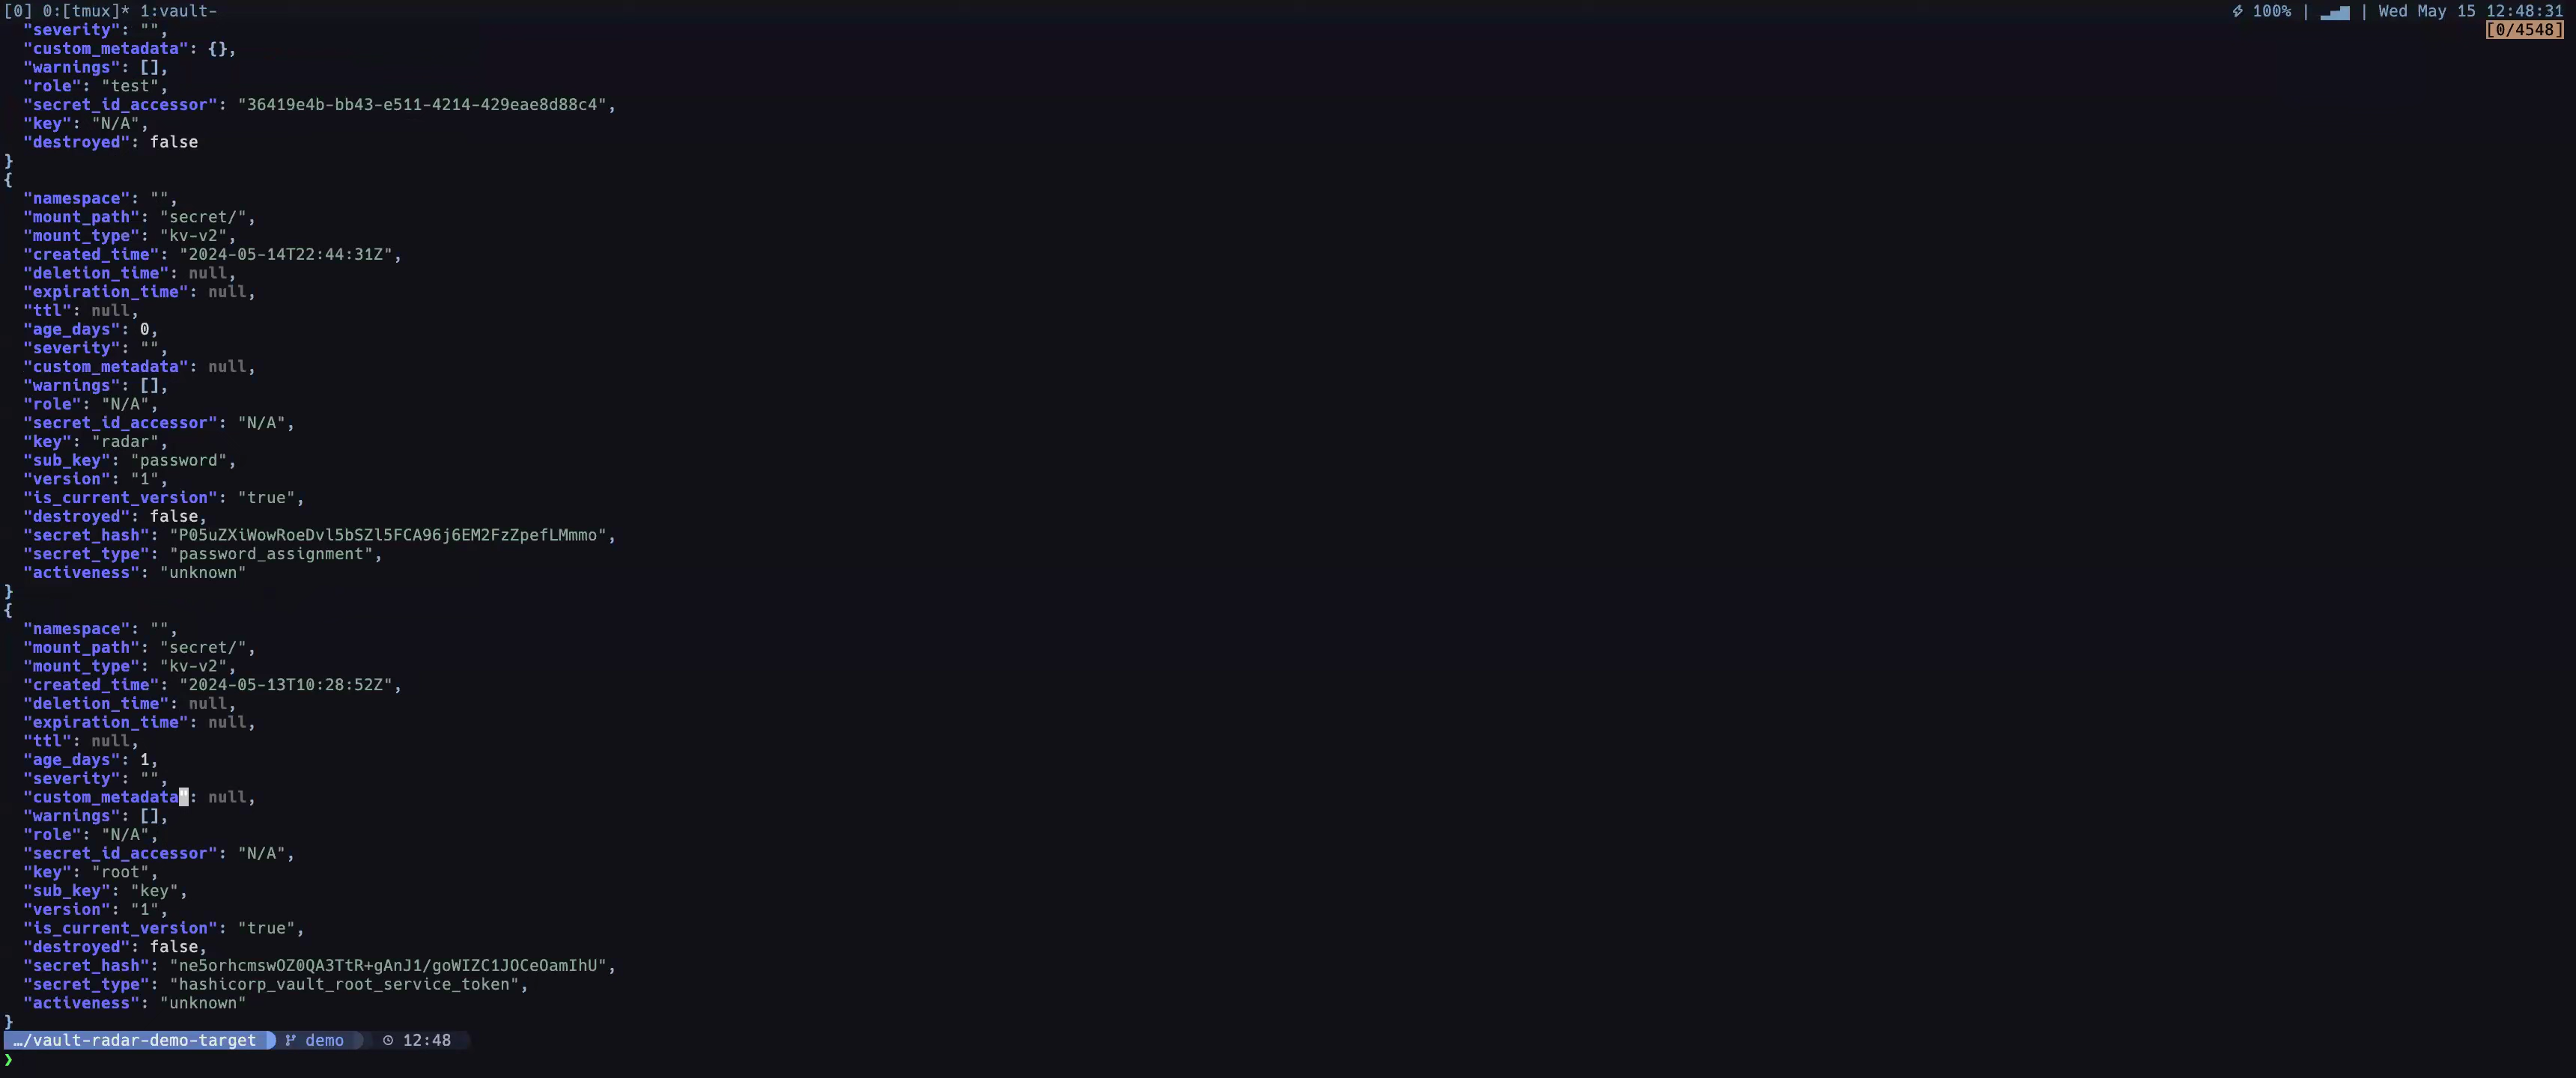 [0] 0:[tmux]* 1:vault-
100% | | Wed May 15 12:48:31
"severity": "",
[0/4548]
"custom_metadata": {},
"warnings": [],
"role": "test",
"secret_id_accessor": "36419e4b-bb43-e511-4214-429eae8d88c4",
"key": "N/A",
"destroyed": false
}
{
"namespace": "",
"mount_path": "secret/",
"mount_type": "kv-v2",
"created_time": "2024-05-14T22:44:31Z",
"deletion_time": null,
"expiration_time": null,
"ttl": null,
"age_days": 0,
"severity": "",
"custom_metadata": null,
"warnings": [],
"role": "N/A",
"secret_id_accessor": "N/A",
"key": "radar",
"sub_key": "password",
"version": "1",
"is_current_version": "true",
"destroyed": false,
"secret_hash": "P05uZXiWowRoeDvl5bSZl5FCA96j6EM2FzZpefLMmmo",
"secret_type": "password_assignment",
"activeness": "unknown"
}
{
"namespace": "",
"mount_path": "secret/",
"mount_type": "kv-v2",
"created_time": "2024-05-13T10:28:52Z",
"deletion_time": null,
"expiration_time": null,
"ttl": null,
"age_days": 1,
"severity": "",
"custom_metadata": null,
"warnings": [],
"role": "N/A",
"secret_id_accessor": "N/A",
"key": "root",
"sub_key": "key",
"version": "1",
"is_current_version": "true",
"destroyed": false,
"secret_hash": "ne5orhcmswOZ0QA3TtR+gAnJ1/goWIZC1JOCeOamIhU",
"secret_type": "hashicorp_vault_root_service_token",
"activeness": "unknown"
}
…/vault-radar-demo-target demo 12:48
❯